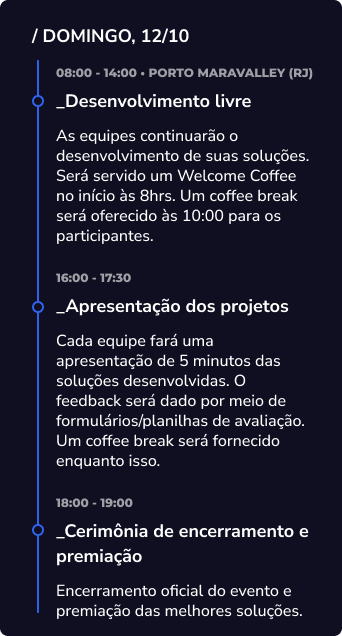 / DOMINGO, 12/10
08:00 - 14:00 • PORTO MARAVALLEY (RJ)
_Desenvolvimento livre
As equipes continuarão o
desenvolvimento de suas soluções.
Será servido um Welcome Coffee
no início às 8hrs. Um coffee break
será oferecido às 10:00 para os
participantes.
16:00 - 17:30
_Apresentação dos projetos
Cada equipe fará uma
apresentação de 5 minutos das
soluções desenvolvidas. O
feedback será dado por meio de
formulários/planilhas de avaliação.
Um coffee break será fornecido
enquanto isso.
18:00 - 19:00
_Cerimônia de encerramento e
premiação
Encerramento oficial do evento e
premiação das melhores soluções.